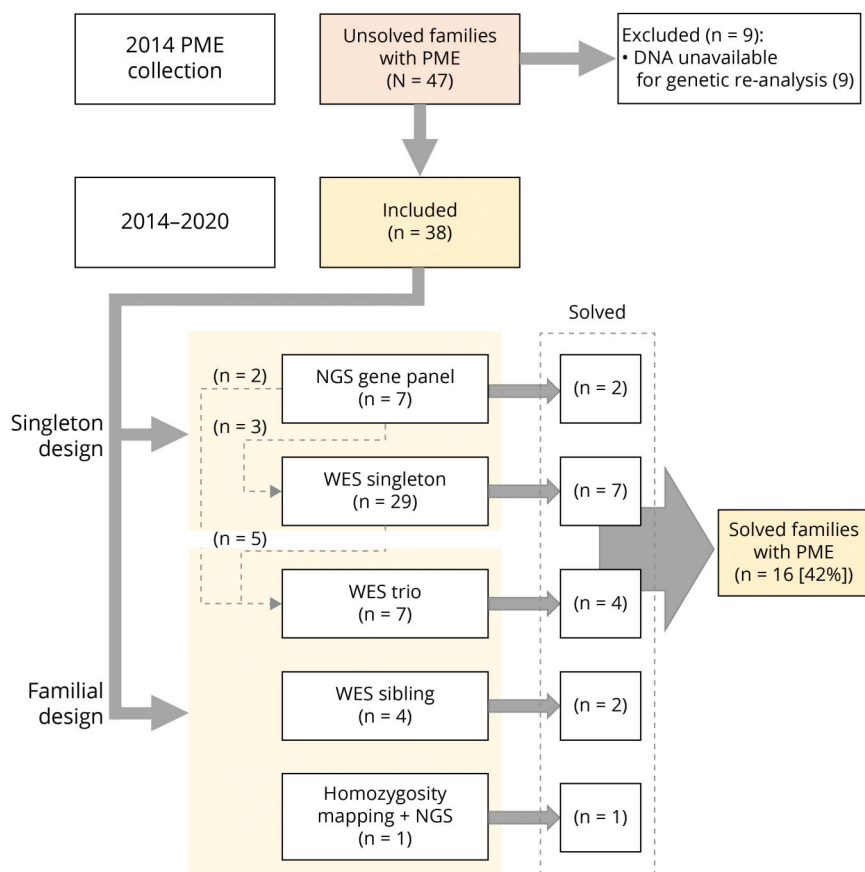 2014 PME
collection
Unsolved families
with PME
(N = 47)
Excluded (n = 9):
• DNA unavailable
for genetic re-analysis (9)
2014–2020
Included
(n = 38)
Solved
Singleton
design
(n = 2)
NGS gene panel
(n = 7)
(n = 2)
(n = 3)
WES singleton
(n = 29)
(n = 7)
(n = 5)
WES trio
(n = 7)
(n = 4)
Solved families
with PME
(n = 16 [42%])
Familial
design
WES sibling
(n = 4)
(n = 2)
Homozygosity
mapping + NGS
(n = 1)
(n = 1)